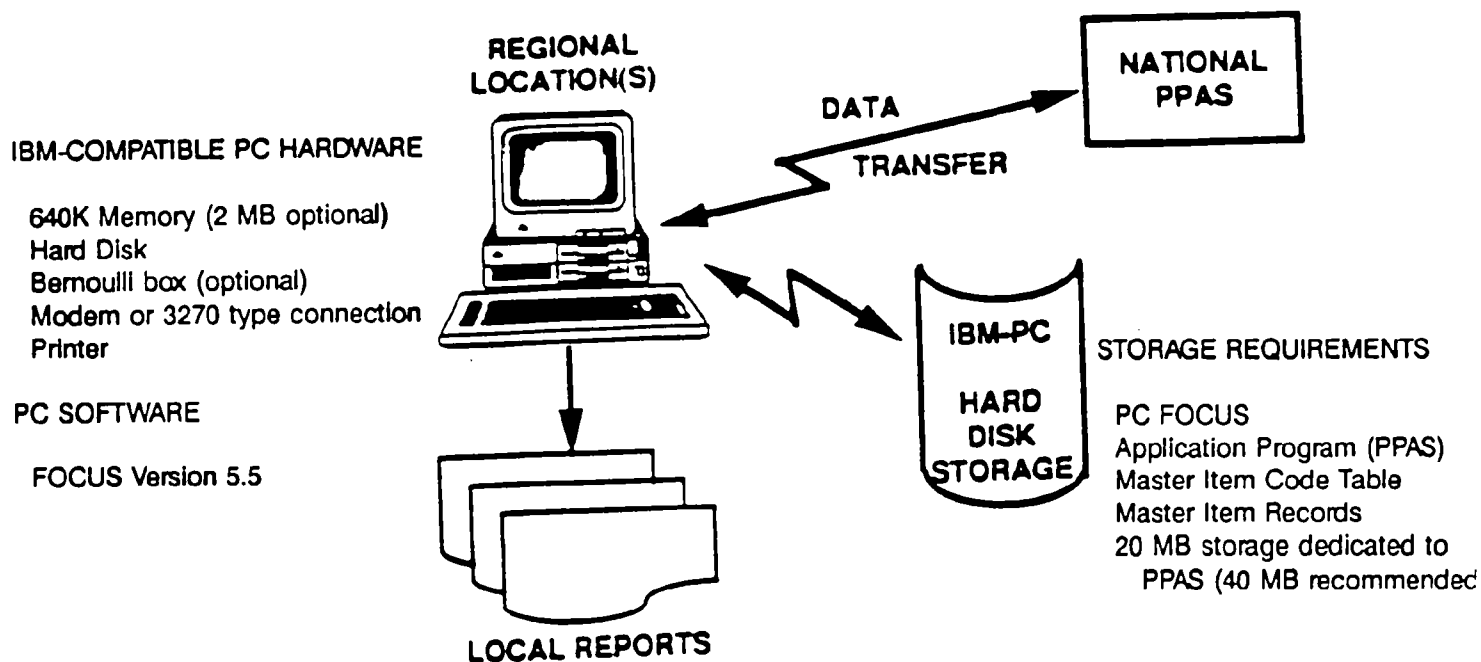 REGIONAL
LOCATION(S)
NATIONAL
PPAS
DATA
TRANSFER
IBM-COMPATIBLE PC HARDWARE
640K Memory (2 MB optional)
Hard Disk
Bernoulli box (optional)
Modem or 3270 type connection
Printer
PC SOFTWARE
FOCUS Version 5.5
IBM-PC
HARD
DISK
STORAGE
STORAGE REQUIREMENTS
PC FOCUS
Application Program (PPAS)
Master Item Code Table
Master Item Records
20 MB storage dedicated to
PPAS (40 MB recommended
LOCAL REPORTS